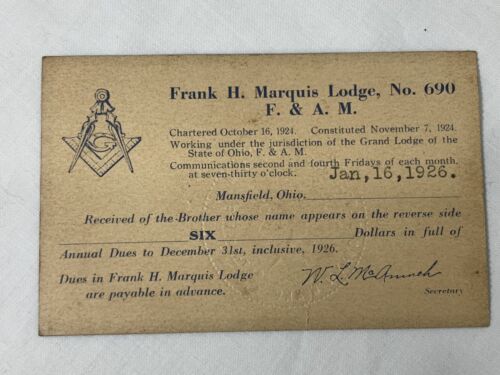 Frank H. Marquis Lodge, No. 690
F. & A. M.
Chartered October 16, 1924. Constituted November 7, 1924.
Working under the jurisdiction of the Grand Lodge of the
State of Ohio, F. & A. M.
Communications second and fourth Fridays of each month,
at seven-thirty o'clock.
Jan, 16, 1926.
Mansfield, Ohio,
Received of the Brother whose name appears on the reverse side
SIX Dollars in full of
Annual Dues to December 31st, inclusive, 1926.
Dues in Frank H. Marquis Lodge
are payable in advance.
W. L.
Secretary
G